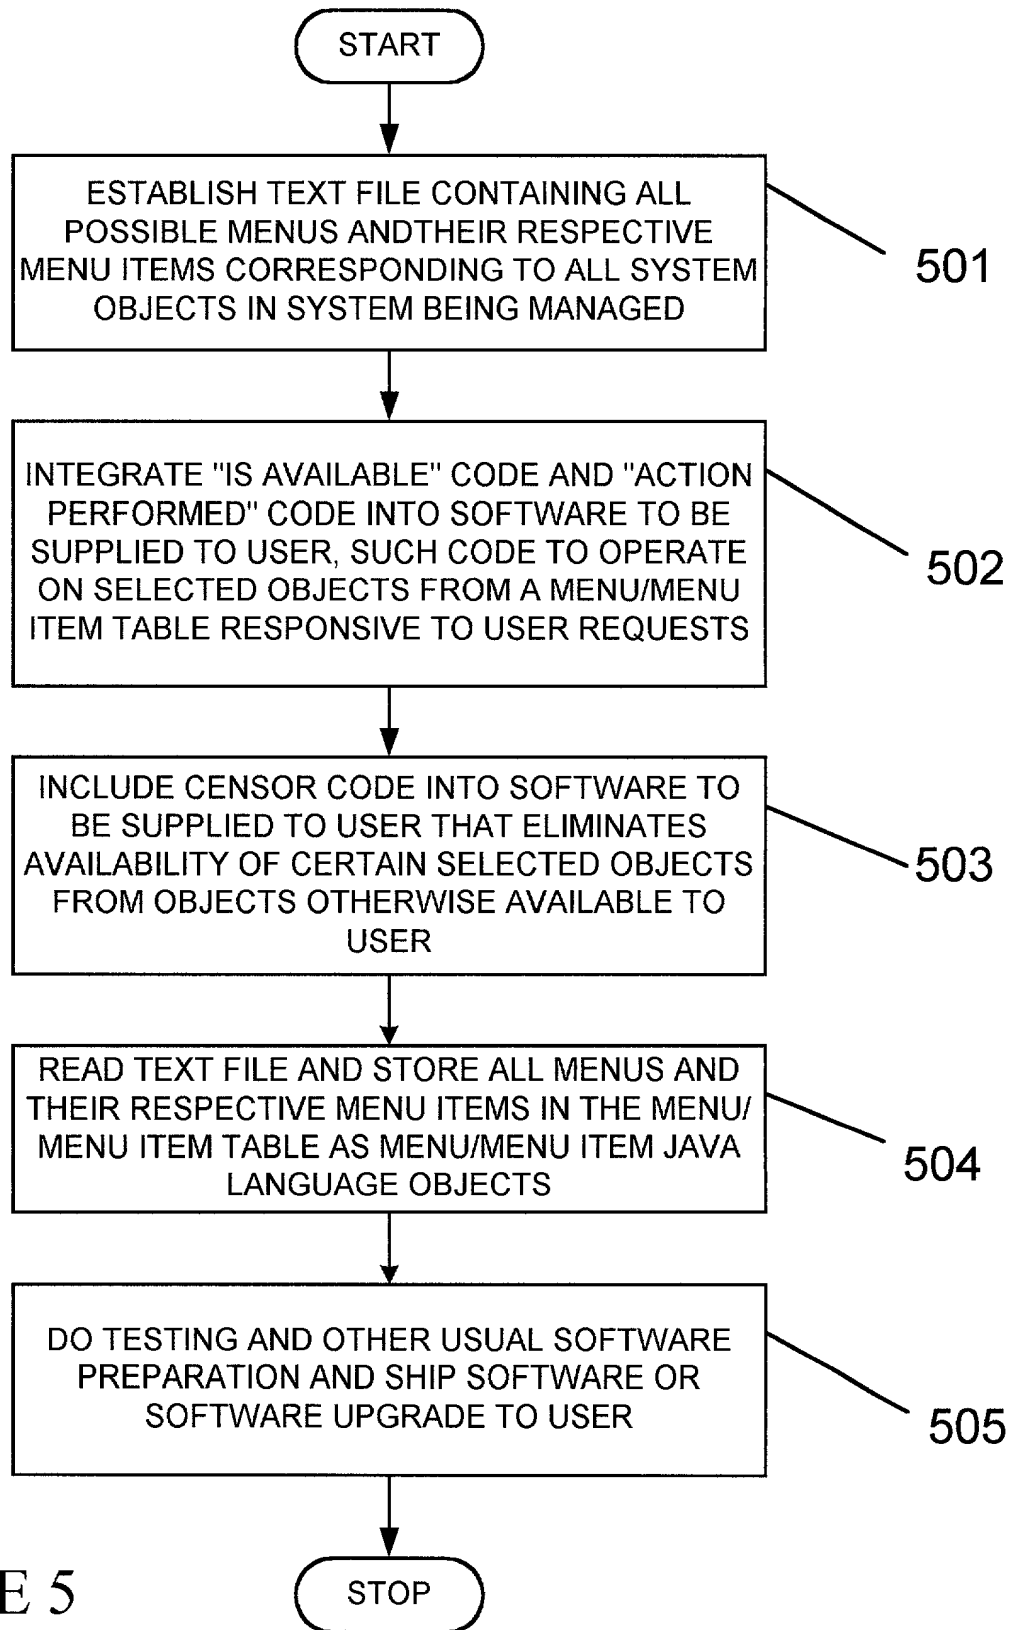 START
ESTABLISH TEXT FILE CONTAINING ALL
POSSIBLE MENUS ANDTHEIR RESPECTIVE
MENU ITEMS CORRESPONDING TO ALL SYSTEM
OBJECTS IN SYSTEM BEING MANAGED
501
INTEGRATE "IS AVAILABLE" CODE AND "ACTION
PERFORMED" CODE INTO SOFTWARE TO BE
SUPPLIED TO USER, SUCH CODE TO OPERATE
ON SELECTED OBJECTS FROM A MENU/MENU
ITEM TABLE RESPONSIVE TO USER REQUESTS
502
INCLUDE CENSOR CODE INTO SOFTWARE TO
BE SUPPLIED TO USER THAT ELIMINATES
AVAILABILITY OF CERTAIN SELECTED OBJECTS
FROM OBJECTS OTHERWISE AVAILABLE TO
USER
503
READ TEXT FILE AND STORE ALL MENUS AND
THEIR RESPECTIVE MENU ITEMS IN THE MENU/
MENU ITEM TABLE AS MENU/MENU ITEM JAVA
LANGUAGE OBJECTS
504
DO TESTING AND OTHER USUAL SOFTWARE
PREPARATION AND SHIP SOFTWARE OR
SOFTWARE UPGRADE TO USER
505
STOP
E 5